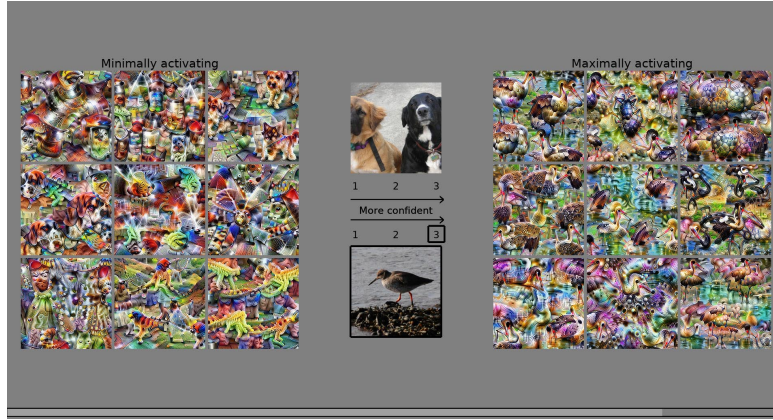 Minimally activating
Maximally activating
1 2 3
More confident
1 2 3